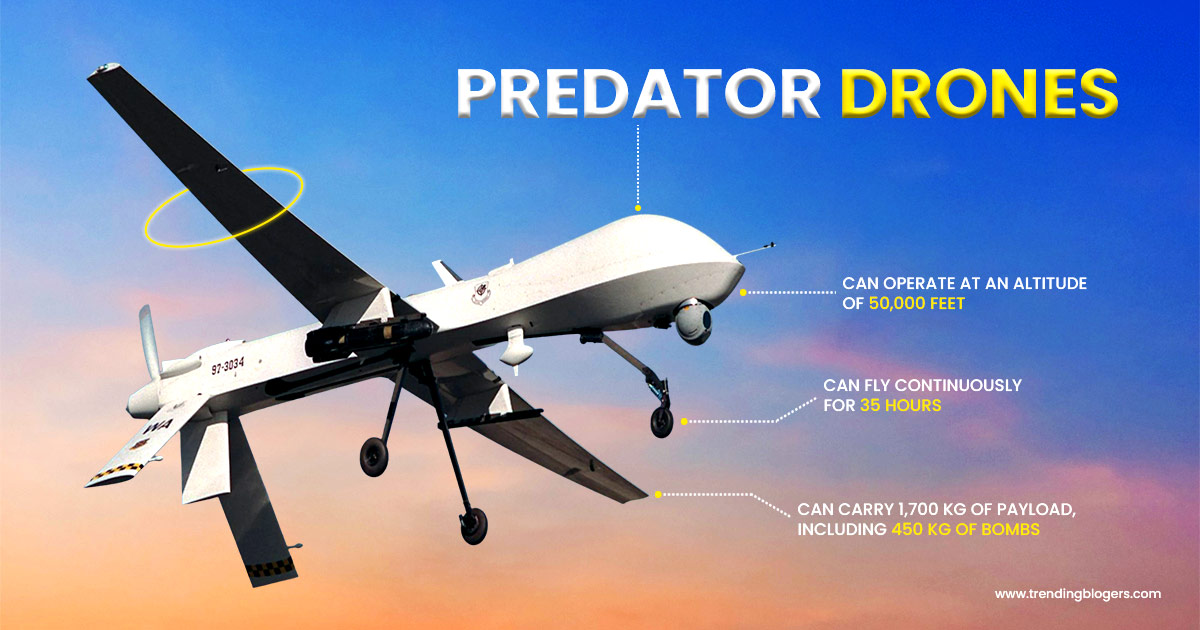 PREDATOR DRONES
CAN OPERATE AT AN ALTITUDE
OF 50,000 FEET
CAN FLY CONTINUOUSLY
FOR 35 HOURS
97-3034
WA
CAN CARRY 1,700 KG OF PAYLOAD,
INCLUDING 450 KG OF BOMBS
www.trendingblogers.com